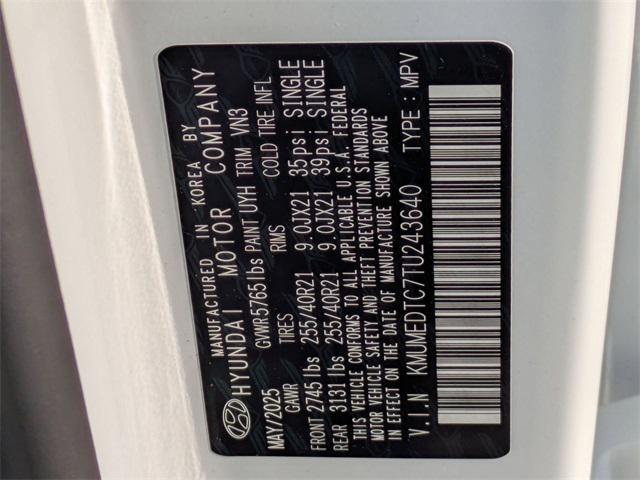 MANUFACTURED IN KOREA BY
HYUNDAI MOTOR COMPANY
MAY/2025 GVWR 5765 lbs PAINT UYH TRIM VN3
GAWR TIRES RIMS COLD TIRE INFL
FRONT 2745 lbs 255/40R21 9.0JX21 35psi SINGLE
REAR 3131 lbs 255/40R21 9.0JX21 39psi SINGLE
THIS VEHICLE CONFORMS TO ALL APPLICABLE U.S.A. FEDERAL
MOTOR VEHICLE SAFETY AND THEFT PREVENTION STANDARDS
IN EFFECT ON THE DATE OF MANUFACTURE SHOWN ABOVE
V.I.N KMUMEDTC7TU243640 TYPE : MPV